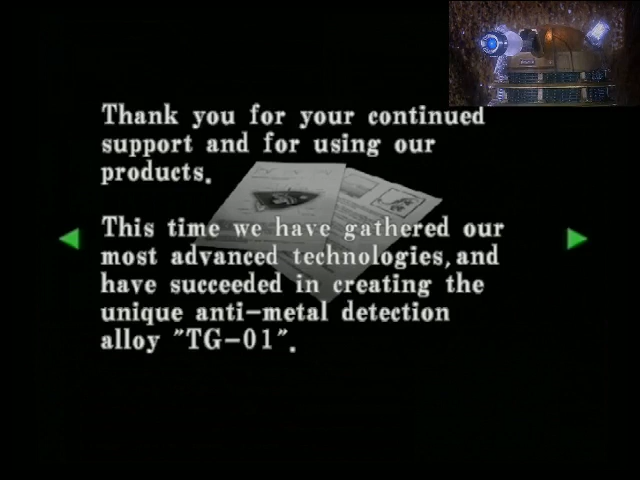 Thank you for your continued
support and for using our
products.
This time we have gathered our
most advanced technologies,and
have succeeded in creating the
unique anti-metal detection
alloy "TG-01".